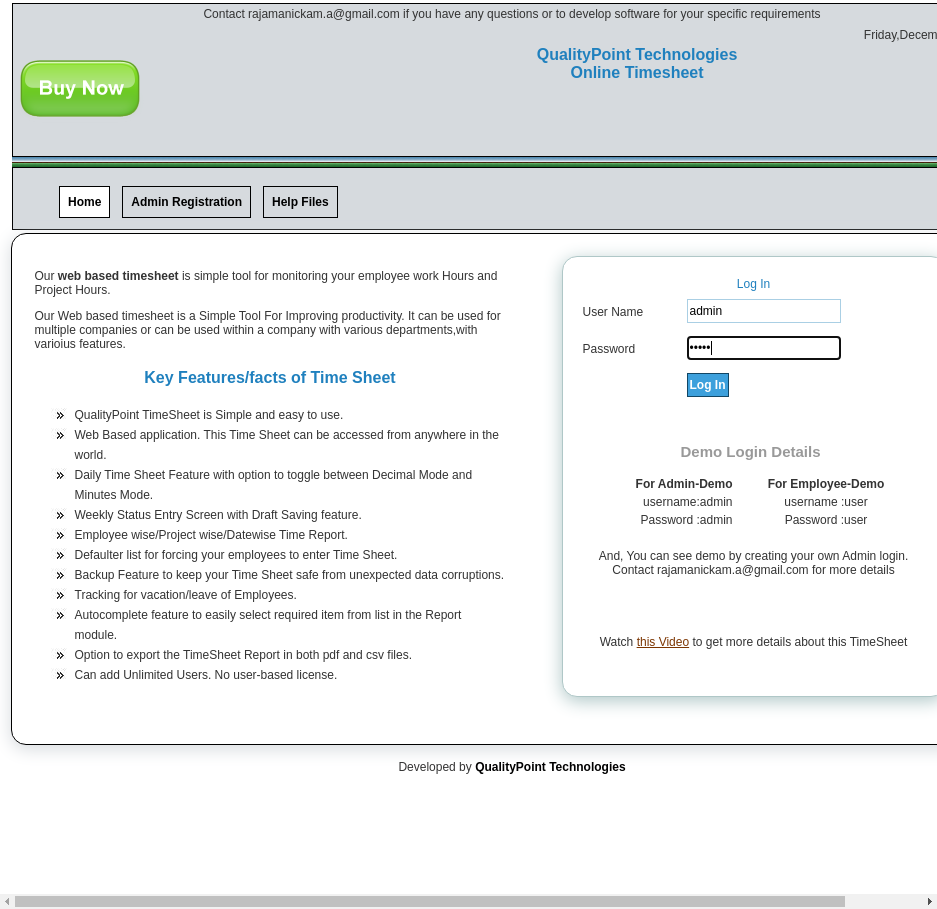 Contact rajamanickam.a@gmail.com if you have any questions or to develop software for your specific requirements
Friday,Decem
QualityPoint Technologies
Online Timesheet
Buy Now
Home
Admin Registration
Help Files
Our web based timesheet is simple tool for monitoring your employee work Hours and
Project Hours.
Our Web based timesheet is a Simple Tool For Improving productivity. It can be used for
multiple companies or can be used within a company with various departments,with
varioius features.
Key Features/facts of Time Sheet
QualityPoint TimeSheet is Simple and easy to use.
Web Based application. This Time Sheet can be accessed from anywhere in the
world.
Daily Time Sheet Feature with option to toggle between Decimal Mode and
Minutes Mode.
Weekly Status Entry Screen with Draft Saving feature.
Employee wise/Project wise/Datewise Time Report.
Defaulter list for forcing your employees to enter Time Sheet.
Backup Feature to keep your Time Sheet safe from unexpected data corruptions.
Tracking for vacation/leave of Employees.
Autocomplete feature to easily select required item from list in the Report
module.
Option to export the TimeSheet Report in both pdf and csv files.
Can add Unlimited Users. No user-based license.
Log In
User Name
admin
Password
•••••
Log In
Demo Login Details
For Admin-Demo
For Employee-Demo
username:admin
username :user
Password :admin
Password :user
And, You can see demo by creating your own Admin login.
Contact rajamanickam.a@gmail.com for more details
Watch this Video to get more details about this TimeSheet
Developed by QualityPoint Technologies